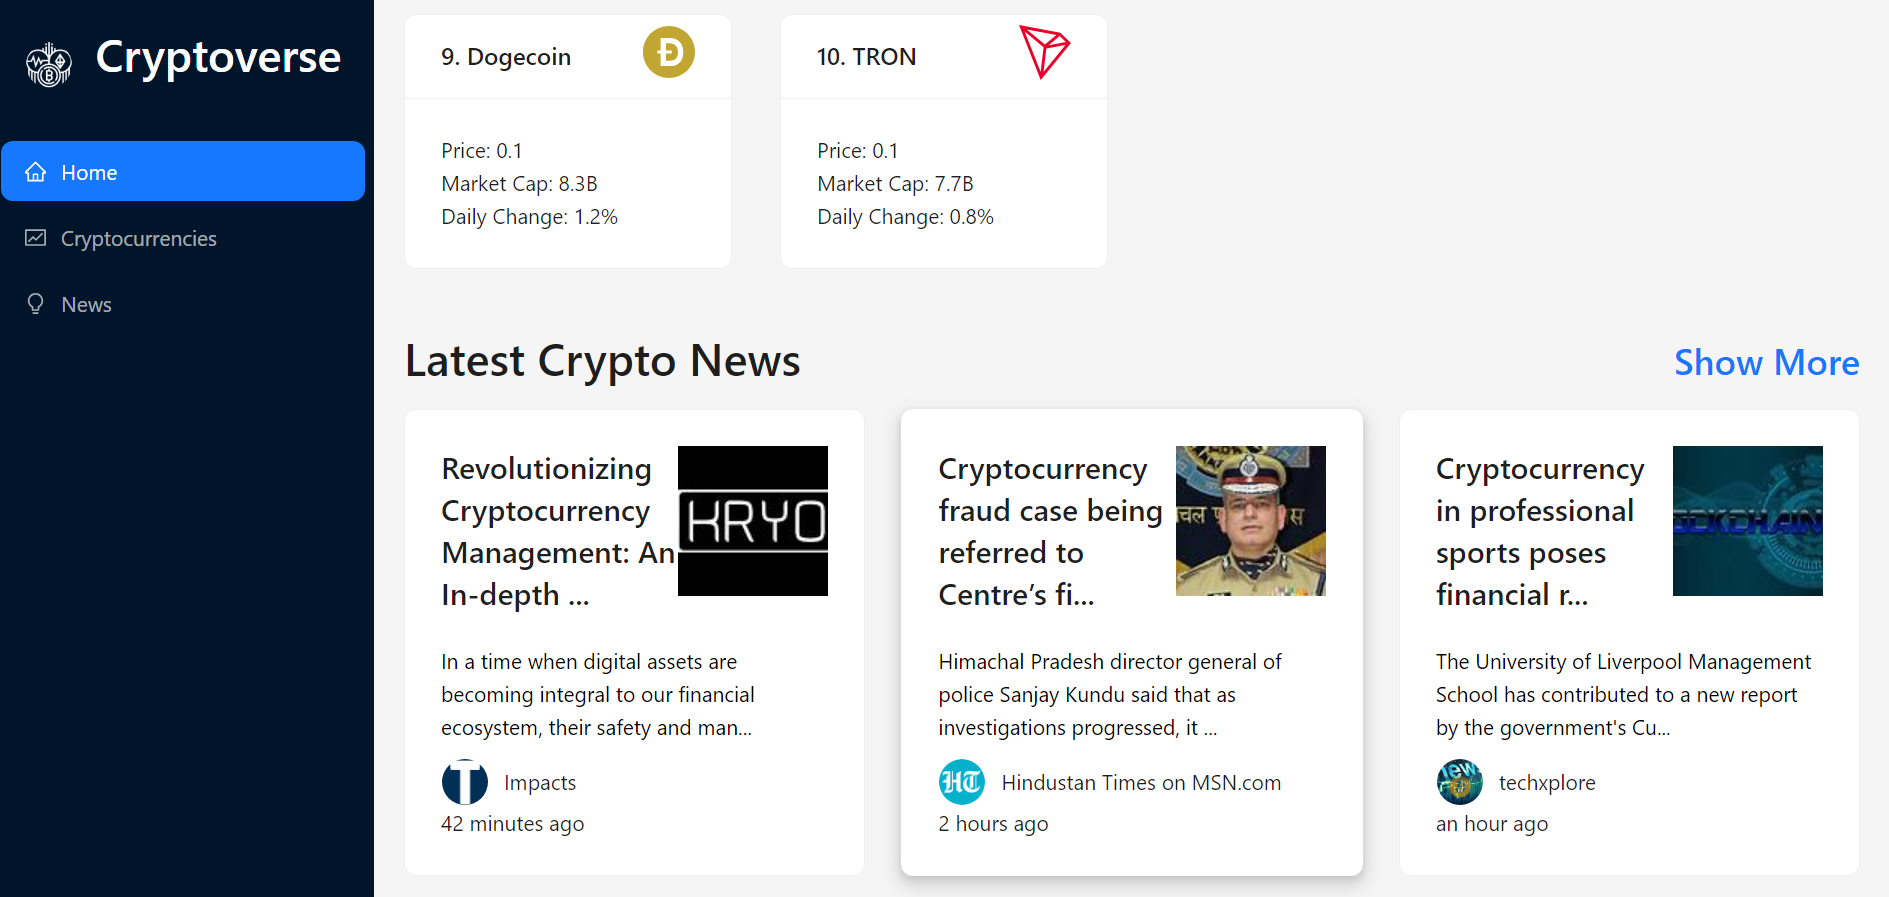 Cryptoverse
Home
Cryptocurrencies
News
9. Dogecoin
Price: 0.1
Market Cap: 8.3B
Daily Change: 1.2%
10. TRON
Price: 0.1
Market Cap: 7.7B
Daily Change: 0.8%
Latest Crypto News
Show More
Revolutionizing
Cryptocurrency
Management: An
In-depth ...
KRYO
In a time when digital assets are
becoming integral to our financial
ecosystem, their safety and man...
T
Impacts
42 minutes ago
Cryptocurrency
fraud case being
referred to
Centre’s fi...
Himachal Pradesh director general of
police Sanjay Kundu said that as
investigations progressed, it ...
HT
Hindustan Times on MSN.com
2 hours ago
Cryptocurrency
in professional
sports poses
financial r...
OCKCHAIN
The University of Liverpool Management
School has contributed to a new report
by the government's Cu...
techxplore
an hour ago